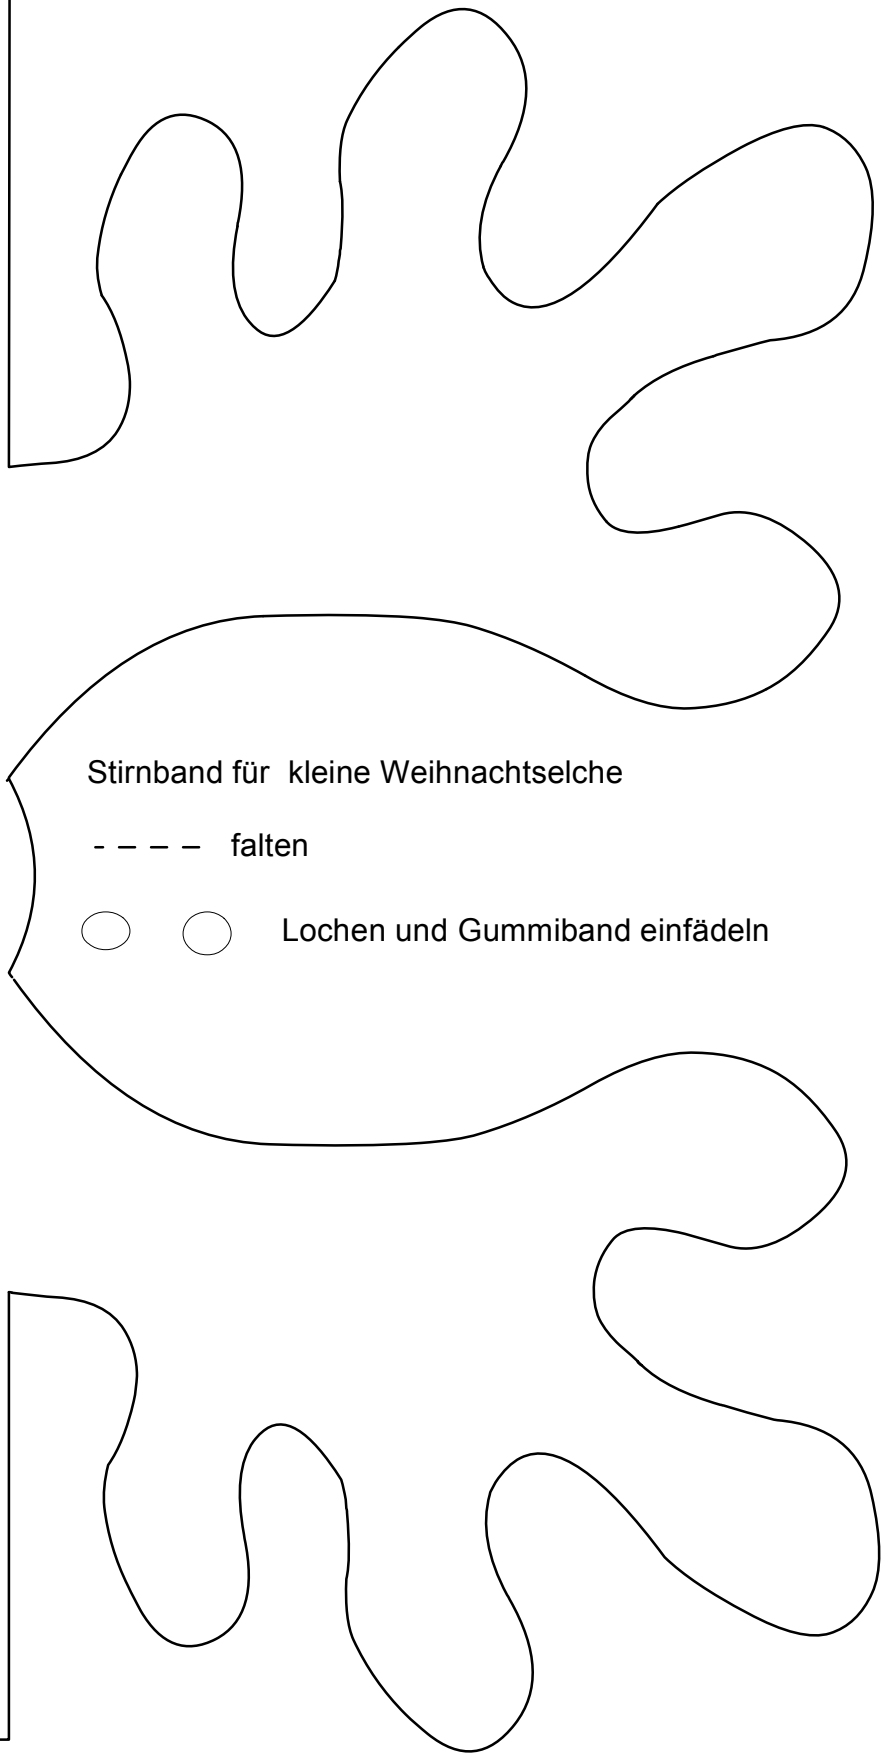 Stirnband für  kleine Weihnachtselche
falten
Lochen und Gummiband einfädeln